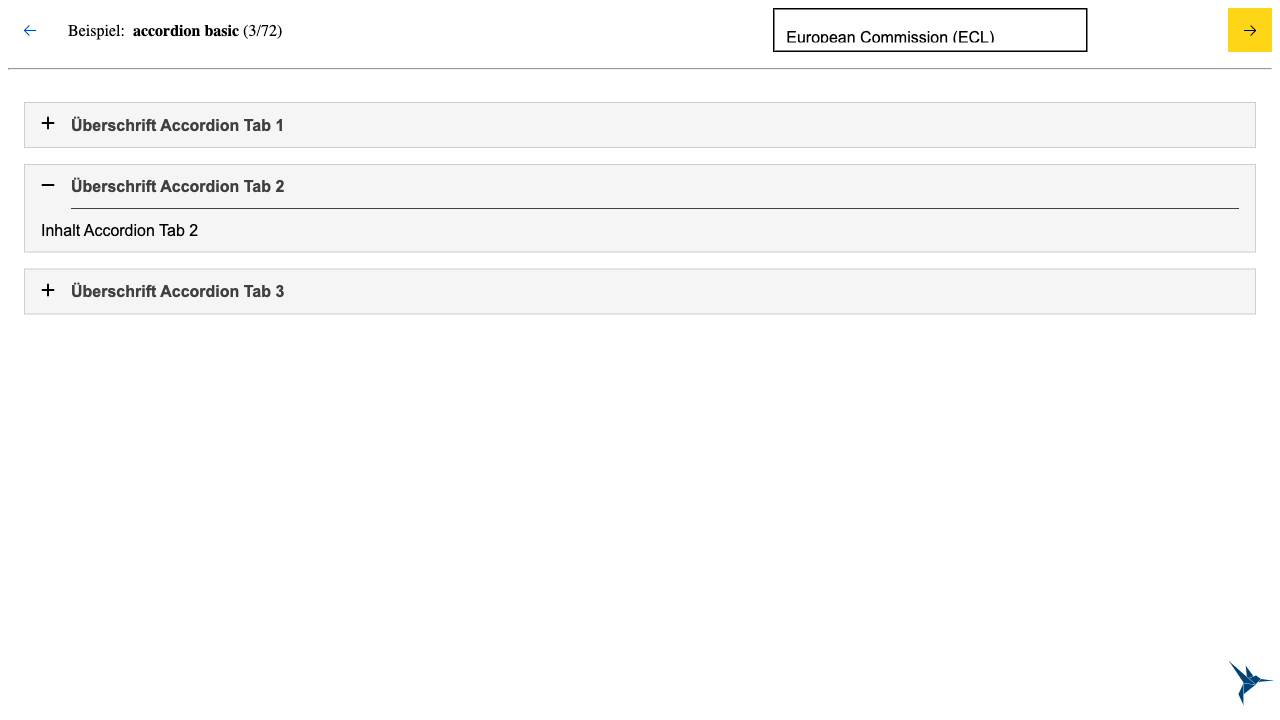 Beispiel: accordion basic (3/72)
European Commission (ECL)
Überschrift Accordion Tab 1
Überschrift Accordion Tab 2
Inhalt Accordion Tab 2
Überschrift Accordion Tab 3